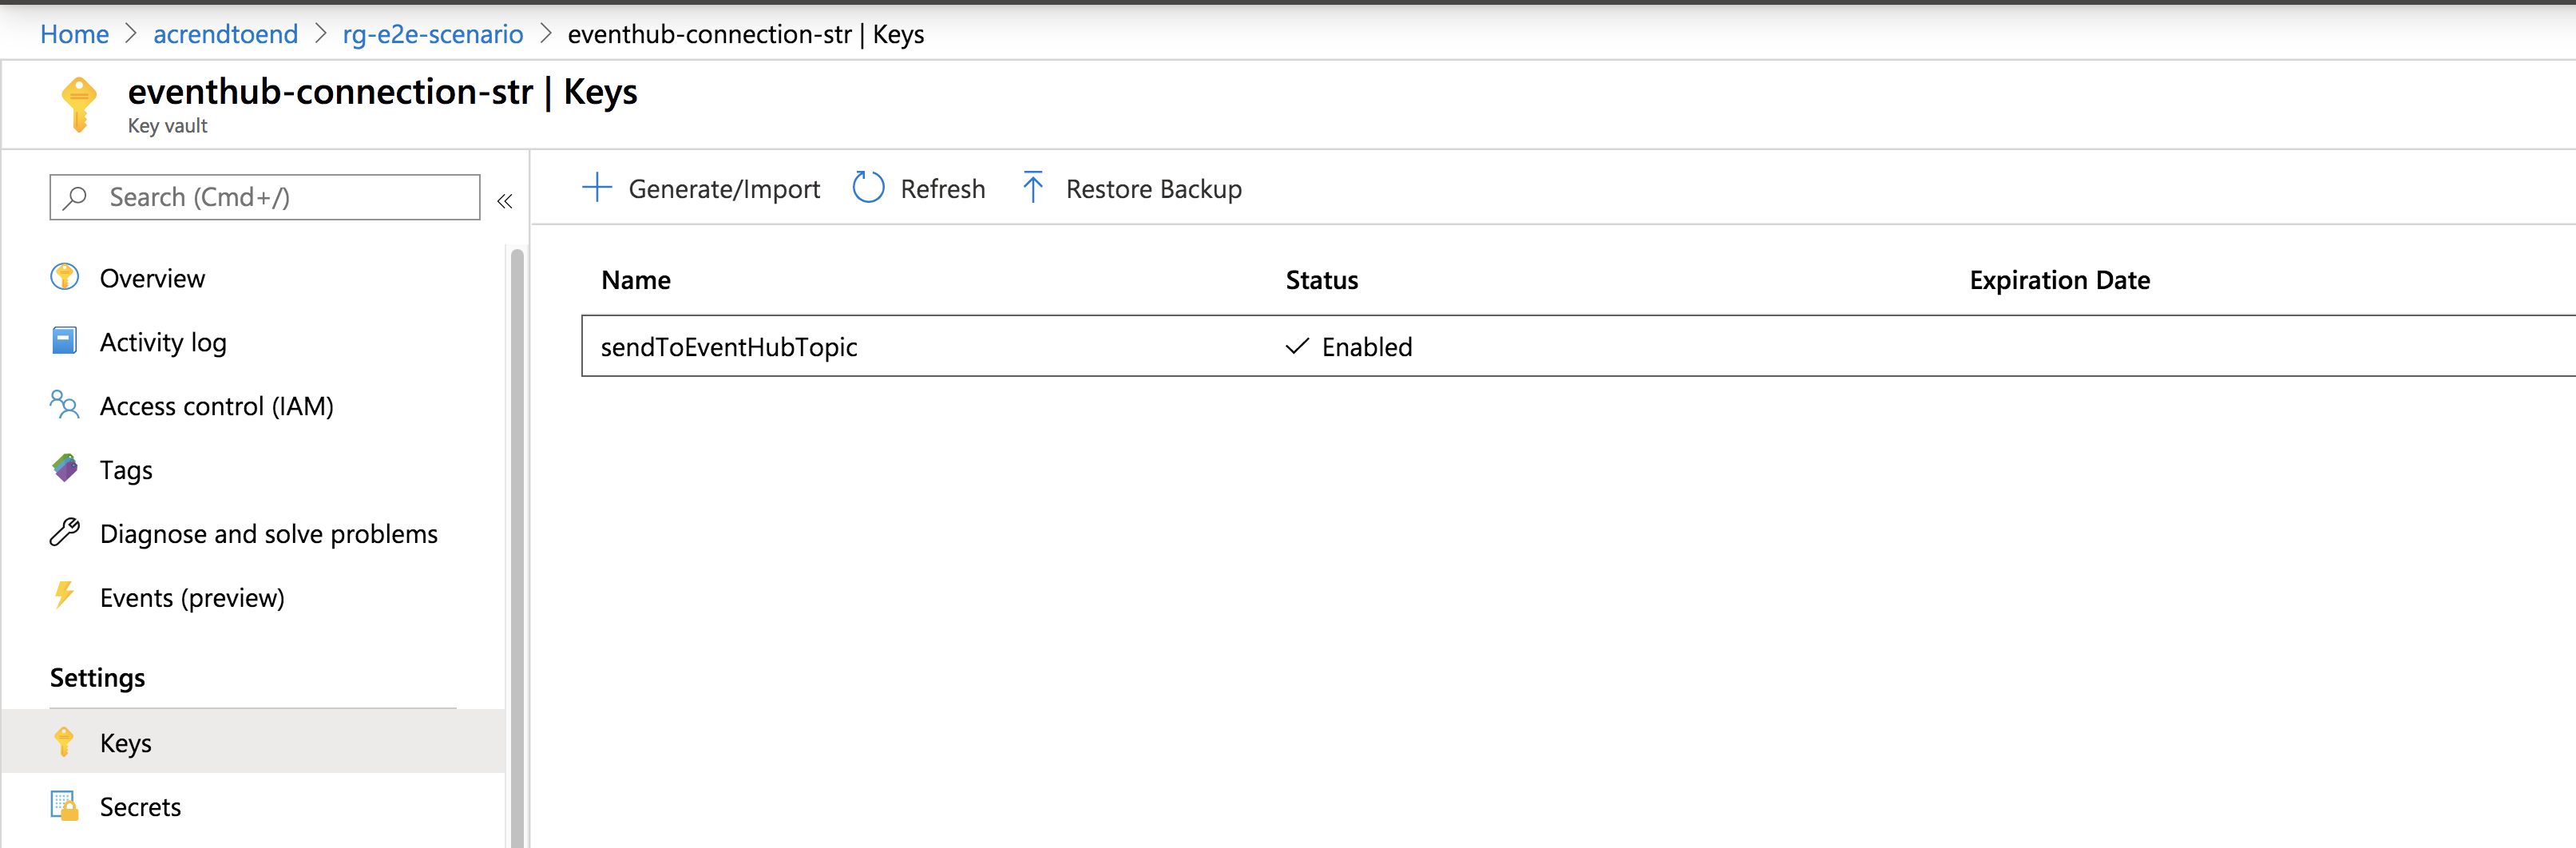 Home > acrendtoend > rg-e2e-scenario > eventhub-connection-str | Keys
eventhub-connection-str | Keys
Key vault
Search (Cmd+/)
«
Overview
Activity log
Access control (IAM)
Tags
Diagnose and solve problems
Events (preview)
Settings
Keys
Secrets
Generate/Import Refresh Restore Backup
Name Status Expiration Date
sendToEventHubTopic Enabled